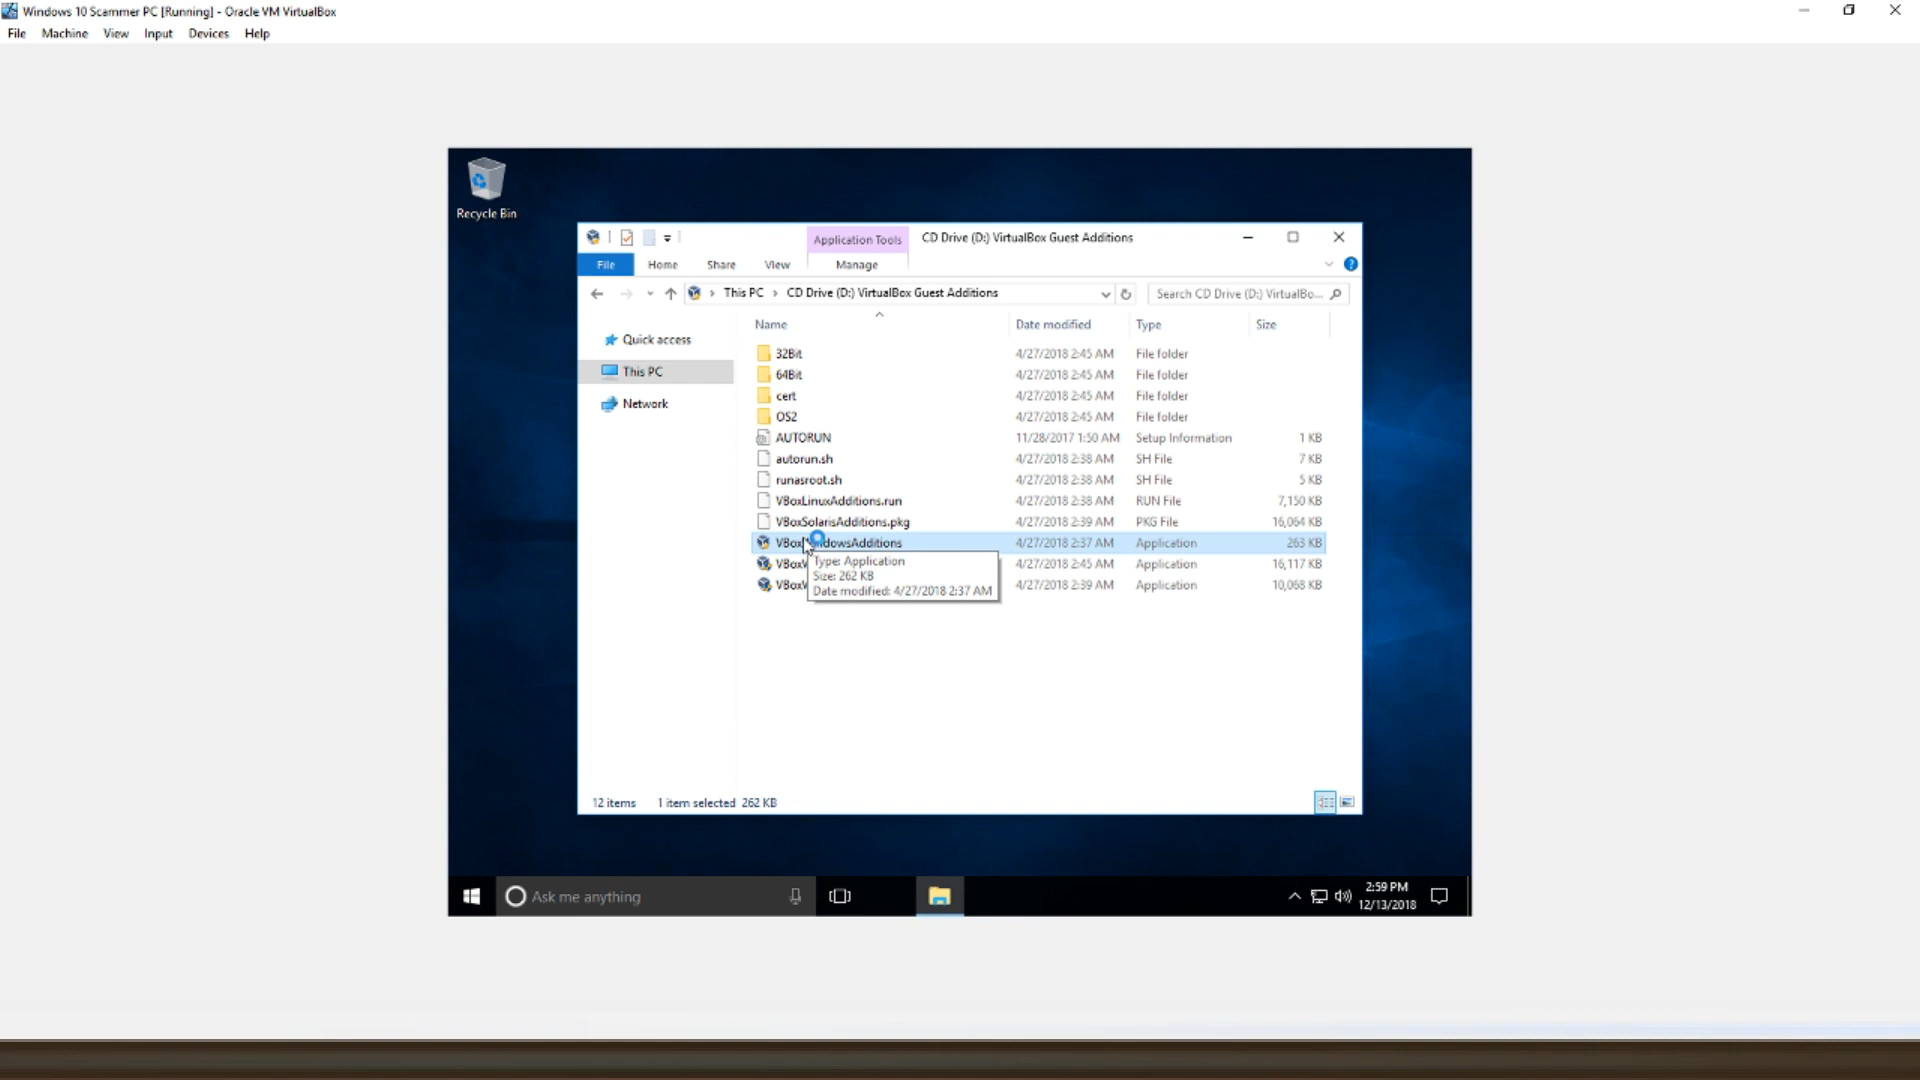 Windows 10 Scammer PC [Running] - Oracle VM VirtualBox
File Machine View Input Devices Help
Recycle Bin
Application Tools CD Drive (D:) VirtualBox Guest Additions
File Home Share View Manage
This PC CD Drive (D:) VirtualBox Guest Additions Search CD Drive (D:) VirtualBo...
Name Date modified Type Size
Quick access
This PC
Network
32Bit 4/27/2018 2:45 AM File folder
64Bit 4/27/2018 2:45 AM File folder
cert 4/27/2018 2:45 AM File folder
OS2 4/27/2018 2:45 AM File folder
AUTORUN 11/28/2017 1:50 AM Setup Information 1 KB
autorun.sh 4/27/2018 2:38 AM SH File 7 KB
runasroot.sh 4/27/2018 2:38 AM SH File 5 KB
VBoxLinuxAdditions.run 4/27/2018 2:38 AM RUN File 7,150 KB
VBoxSolarisAdditions.pkg 4/27/2018 2:39 AM PKG File 16,064 KB
VBoxWindowsAdditions 4/27/2018 2:37 AM Application 263 KB
4/27/2018 2:45 AM Application 16,117 KB
4/27/2018 2:39 AM Application 10,068 KB
Type: Application
Size: 262 KB
Date modified: 4/27/2018 2:37 AM
12 items 1 item selected 262 KB
Ask me anything
2:59 PM
12/13/2018